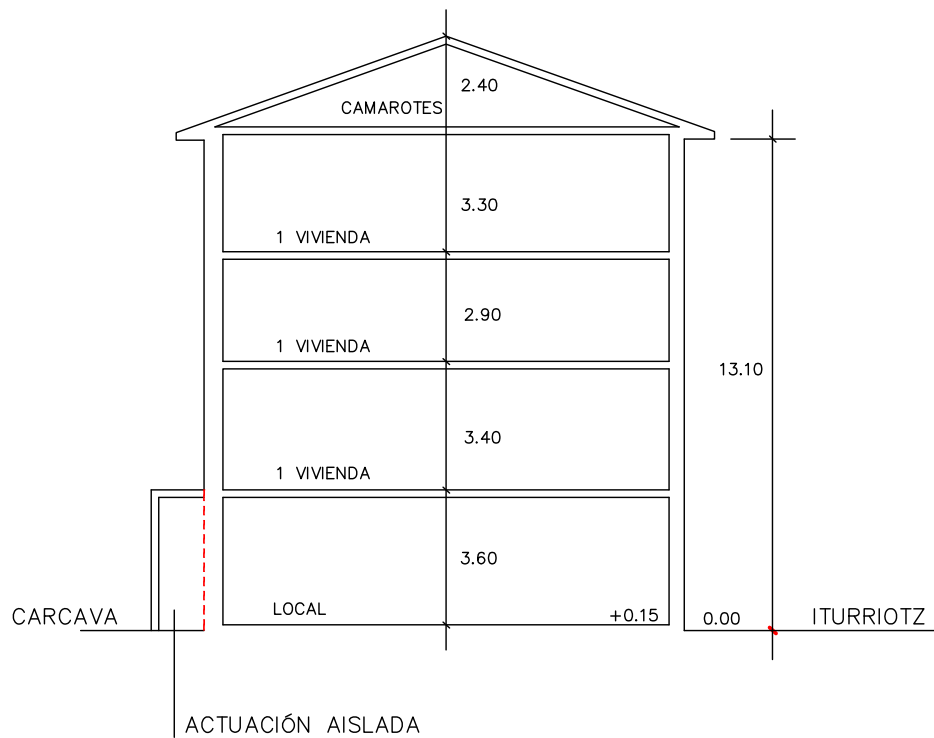 2.40
CAMAROTES
3.30
1 VIVIENDA
2.90
1 VIVIENDA
13.10
3.40
1 VIVIENDA
3.60
LOCAL
+0.15
0.00
CARCAVA
ITURRIOTZ
ACTUACIÓN AISLADA